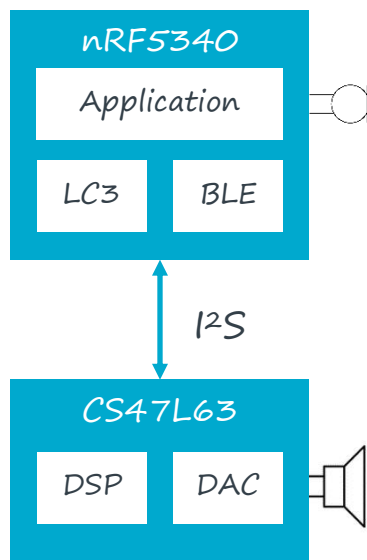 nRF5340
Application
LC3 BLE
I²S
CS47L63
DSP DAC